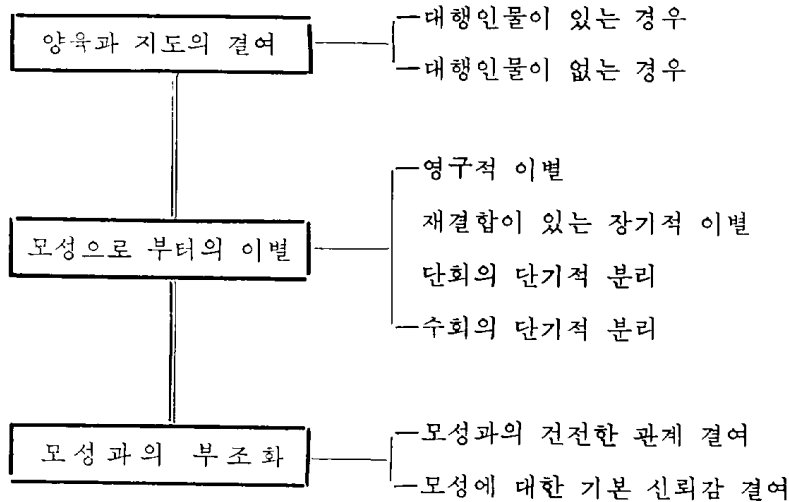 대행인물이 있는 경우
양육과 지도의 결여
대행인물이 없는 경우
영구적 이별
재결합이 있는 장기적 이별
모성으로 부터의 이별
단회의 단기적 분리
수회의 단기적 분리
모성과의 건전한 관계 결여
모성과의 부조화
모성에 대한 기본 신뢰감 결여